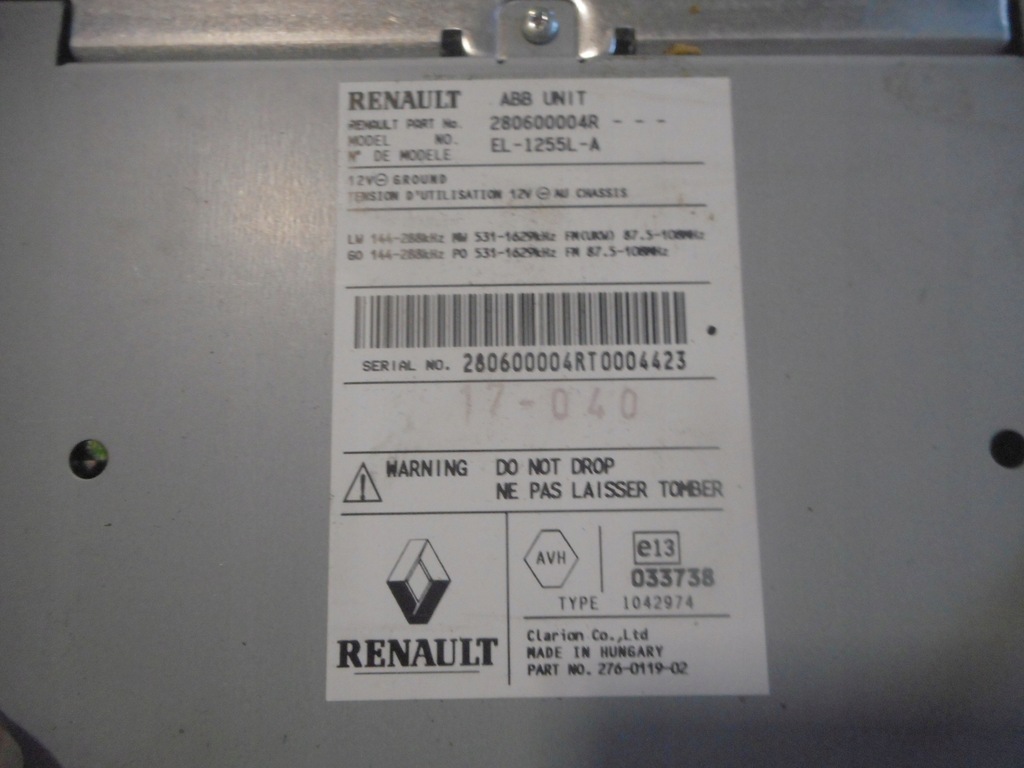 RENAULT ABB UNIT
RENAULT PART No. 280600004R - - -
MODEL NO. EL-1255L-A
N° DE MODELE
12V ⊖ GROUND
TENSION D'UTILISATION 12V ⊖ AU CHASSIS
LW 144-288kHz MW 531-1629kHz FM(UKW) 87.5-108MHz
GO 144-288kHz PO 531-1629kHz FM 87.5-108MHz
SERIAL NO. 280600004RT0004423
17-040
WARNING DO NOT DROP
NE PAS LAISSER TOMBER
RENAULT
AVH
e13
033738
TYPE 1042974
Clarion Co.,Ltd
MADE IN HUNGARY
PART NO. 276-0119-02